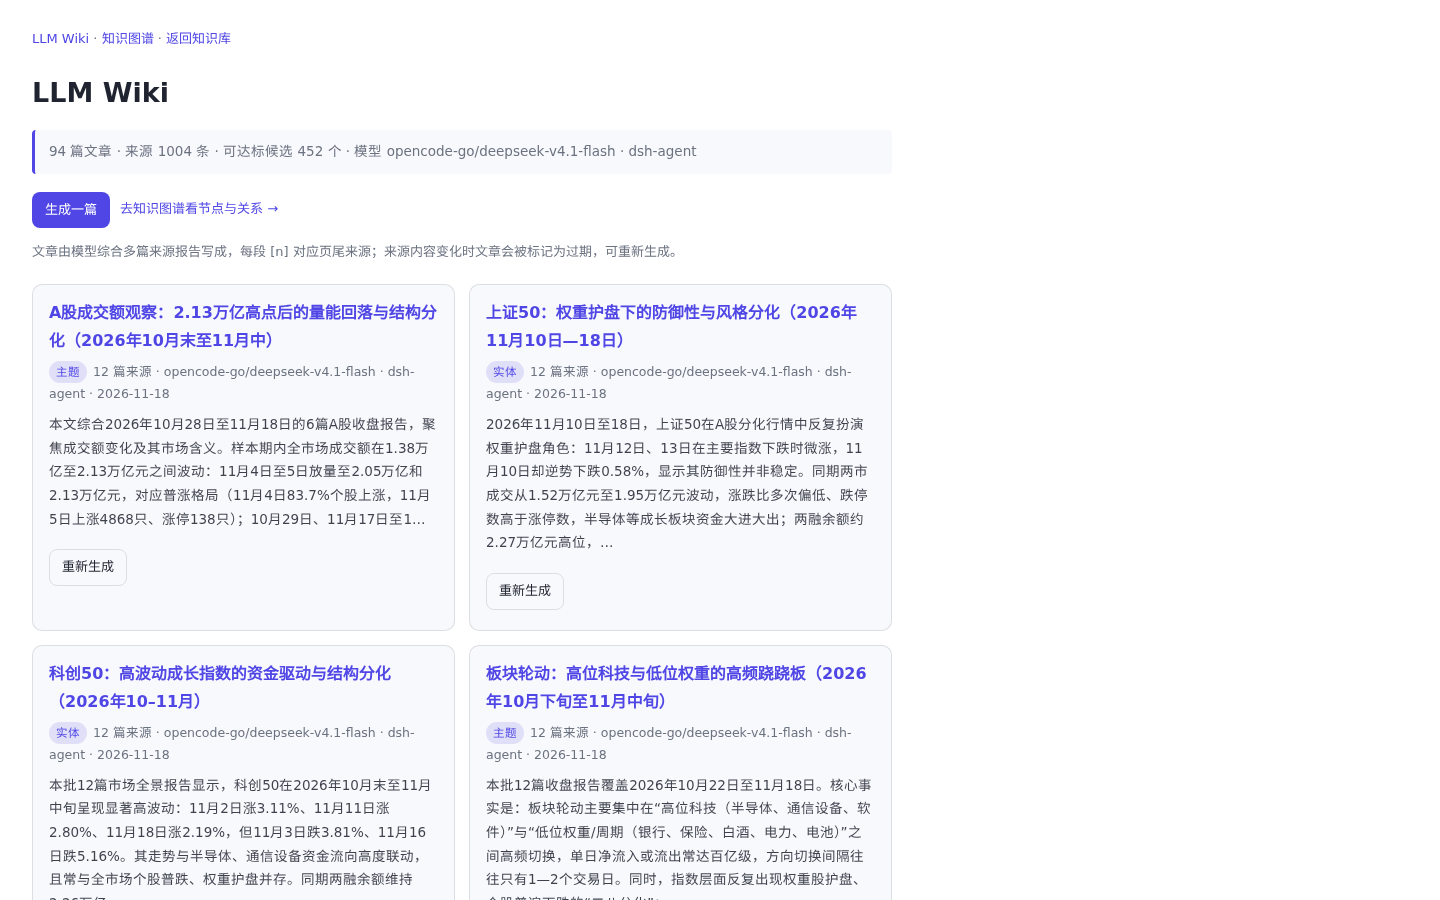 LLM Wiki · 知识图谱 · 返回知识库
LLM Wiki
94 篇文章 · 来源 1004 条 · 可达标候选 452 个 · 模型 opencode-go/deepseek-v4.1-flash · dsh-agent
生成一篇 去知识图谱看节点与关系 →
文章由模型综合多篇来源报告写成，每段 [n] 对应页尾来源；来源内容变化时文章会被标记为过期，可重新生成。
A股成交额观察：2.13万亿高点后的量能回落与结构分
化（2026年10月末至11月中）
主题 12 篇来源 · opencode-go/deepseek-v4.1-flash · dsh-
agent · 2026-11-18
本文综合2026年10月28日至11月18日的6篇A股收盘报告，聚
焦成交额变化及其市场含义。样本期内全市场成交额在1.38万
亿至2.13万亿元之间波动：11月4日至5日放量至2.05万亿和
2.13万亿元，对应普涨格局（11月4日83.7%个股上涨，11月
5日上涨4868只、涨停138只）；10月29日、11月17日至1…
重新生成
上证50：权重护盘下的防御性与风格分化（2026年
11月10日—18日）
实体 12 篇来源 · opencode-go/deepseek-v4.1-flash · dsh-
agent · 2026-11-18
2026年11月10日至18日，上证50在A股分化行情中反复扮演
权重护盘角色：11月12日、13日在主要指数下跌时微涨，11
月10日却逆势下跌0.58%，显示其防御性并非稳定。同期两市
成交从1.52万亿元至1.95万亿元波动，涨跌比多次偏低、跌停
数高于涨停数，半导体等成长板块资金大进大出；两融余额约
2.27万亿元高位，…
重新生成
科创50：高波动成长指数的资金驱动与结构分化
（2026年10–11月）
实体 12 篇来源 · opencode-go/deepseek-v4.1-flash · dsh-
agent · 2026-11-18
本批12篇市场全景报告显示，科创50在2026年10月末至11月
中旬呈现显著高波动：11月2日涨3.11%、11月11日涨
2.80%、11月18日涨2.19%，但11月3日跌3.81%、11月16
日跌5.16%。其走势与半导体、通信设备资金流向高度联动，
且常与全市场个股普跌、权重护盘并存。同期两融余额维持
板块轮动：高位科技与低位权重的高频跷跷板（2026
年10月下旬至11月中旬）
主题 12 篇来源 · opencode-go/deepseek-v4.1-flash · dsh-
agent · 2026-11-18
本批12篇收盘报告覆盖2026年10月22日至11月18日。核心事
实是：板块轮动主要集中在“高位科技（半导体、通信设备、软
件）”与“低位权重/周期（银行、保险、白酒、电力、电池）”之
间高频切换，单日净流入或流出常达百亿级，方向切换间隔往
往只有1—2个交易日。同时，指数层面反复出现权重股护盘、